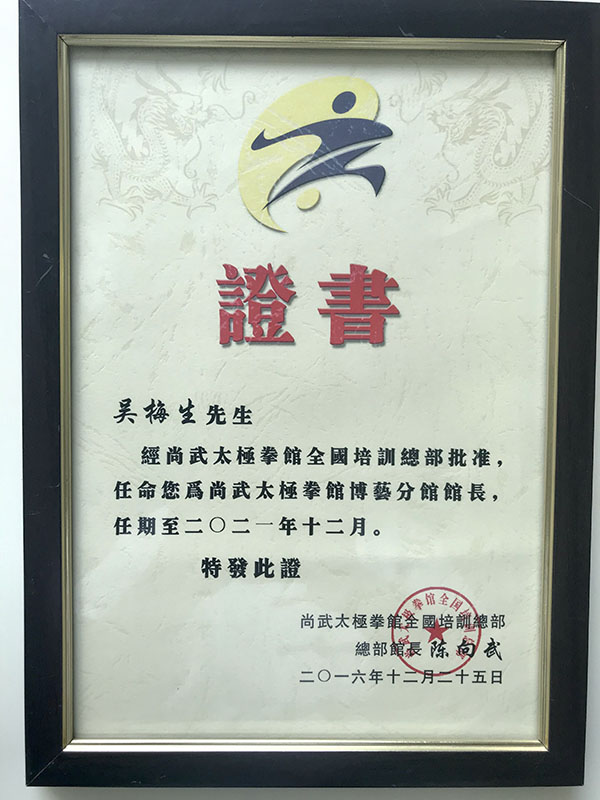 證書
吴梅生先生
經尚武太極拳館全國培訓總部批准，
任命您爲尚武太極拳館博藝分館館長，
任期至二〇二一年十二月。
特發此證
尚武太極拳館全國培訓總部
總部館長 陈向武
二〇一六年十二月二十五日